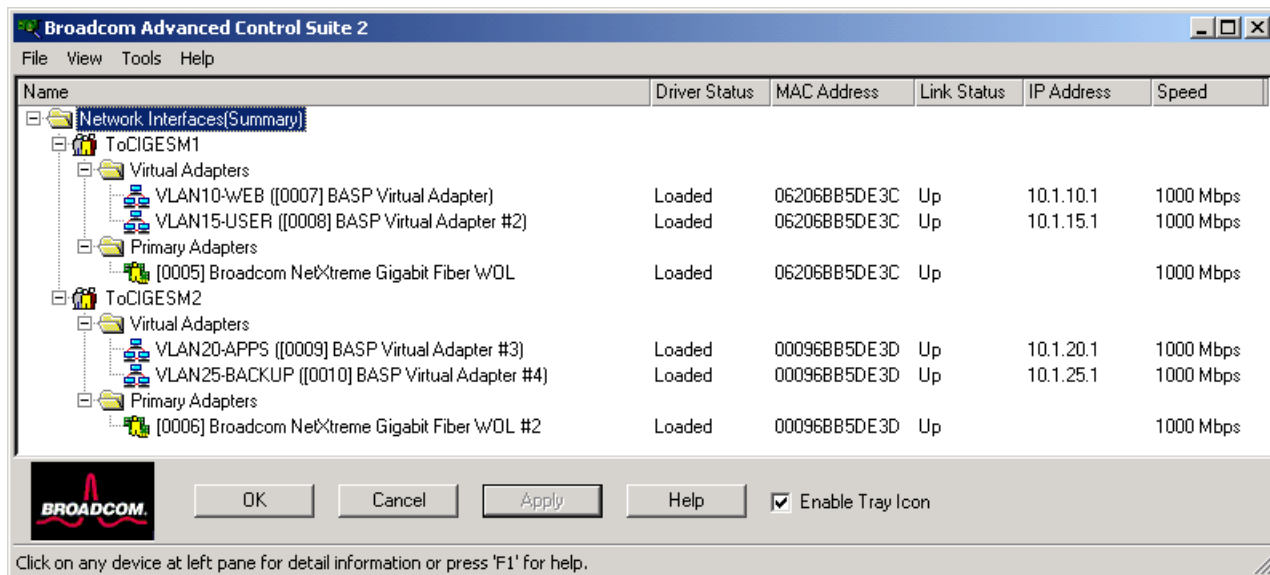 Broadcom Advanced Control Suite 2
File View Tools Help
Name Driver Status MAC Address Link Status IP Address Speed
Network Interfaces(Summary)
ToCIGESM1
Virtual Adapters
VLAN10-WEB ([0007] BASP Virtual Adapter) Loaded 06206BB5DE3C Up 10.1.10.1 1000 Mbps
VLAN15-USER ([0008] BASP Virtual Adapter #2) Loaded 06206BB5DE3C Up 10.1.15.1 1000 Mbps
Primary Adapters
[0005] Broadcom NetXtreme Gigabit Fiber WOL Loaded 06206BB5DE3C Up 1000 Mbps
ToCIGESM2
Virtual Adapters
VLAN20-APPS ([0009] BASP Virtual Adapter #3) Loaded 00096BB5DE3D Up 10.1.20.1 1000 Mbps
VLAN25-BACKUP ([0010] BASP Virtual Adapter #4) Loaded 00096BB5DE3D Up 10.1.25.1 1000 Mbps
Primary Adapters
[0006] Broadcom NetXtreme Gigabit Fiber WOL #2 Loaded 00096BB5DE3D Up 1000 Mbps
BROADCOM. OK Cancel Apply Help Enable Tray Icon
Click on any device at left pane for detail information or press 'F1' for help.